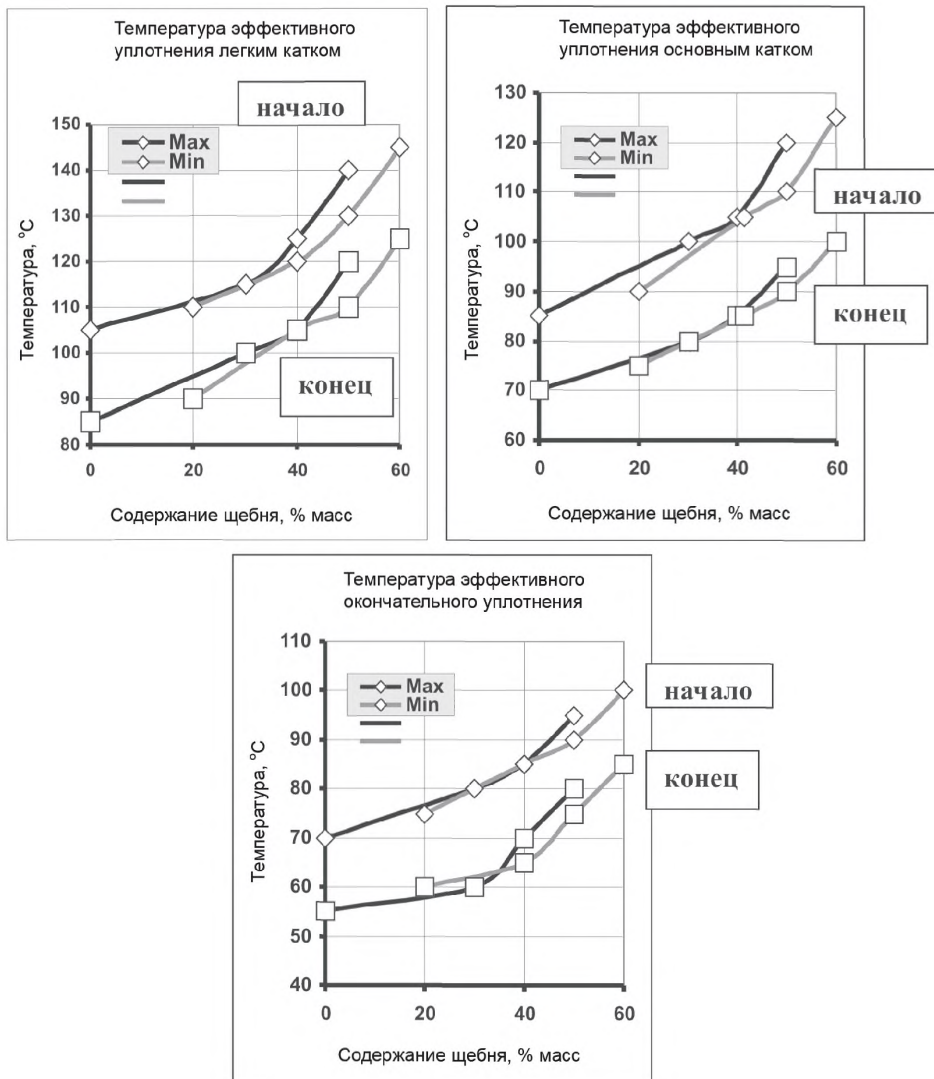 Температура эффективного
уплотнения легким катком
начало
Max
Min
Температура, °C
150
140
130
120
110
100
90
80
0
20
40
60
конец
Содержание щебня, % масс
Температура эффективного
уплотнения основным катком
Max
Min
Температура, °C
130
120
110
100
90
80
70
60
0
20
40
60
начало
конец
Содержание щебня, % масс
Температура эффективного
окончательного уплотнения
Max
Min
Температура, °C
110
100
90
80
70
60
50
40
0
20
40
60
начало
конец
Содержание щебня, % масс